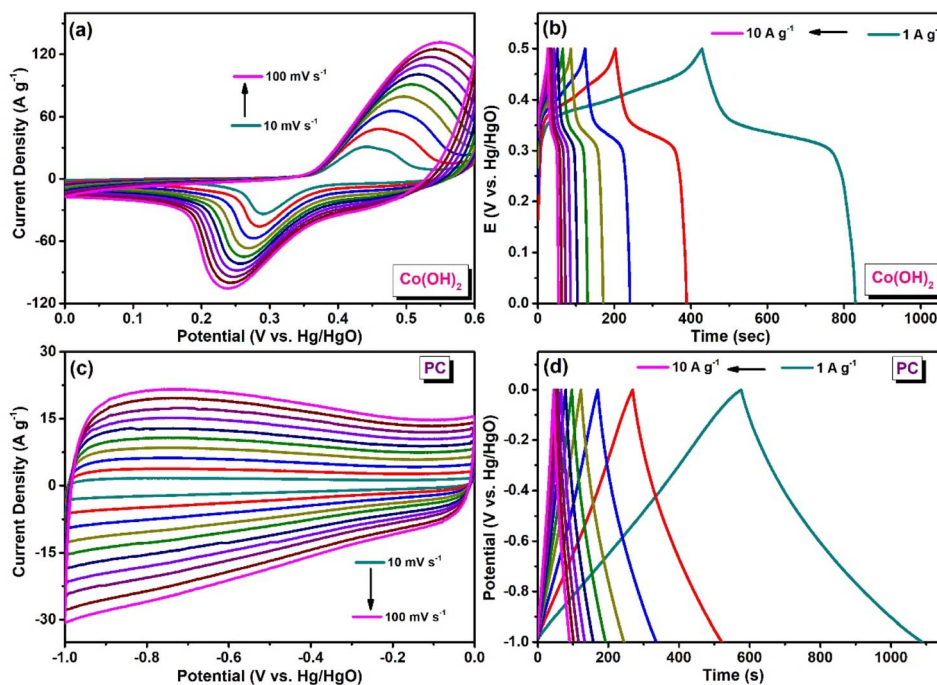 (a)
120
60
0
-60
-120
Current Density (A g⁻¹)
100 mV s⁻¹
10 mV s⁻¹
Co(OH)₂
0.0 0.1 0.2 0.3 0.4 0.5 0.6
Potential (V vs. Hg/HgO)
(b)
10 A g⁻¹ 1 A g⁻¹
0.5
0.4
0.3
0.2
0.1
0.0
E (V vs. Hg/HgO)
Co(OH)₂
0 200 400 600 800 1000
Time (sec)
(c)
PC
30
15
0
-15
-30
Current Density (A g⁻¹)
10 mV s⁻¹
100 mV s⁻¹
-1.0 -0.8 -0.6 -0.4 -0.2 0.0
Potential (V vs. Hg/HgO)
(d)
10 A g⁻¹ 1 A g⁻¹
PC
0.0
-0.2
-0.4
-0.6
-0.8
-1.0
Potential (V vs. Hg/HgO)
0 200 400 600 800 1000
Time (s)